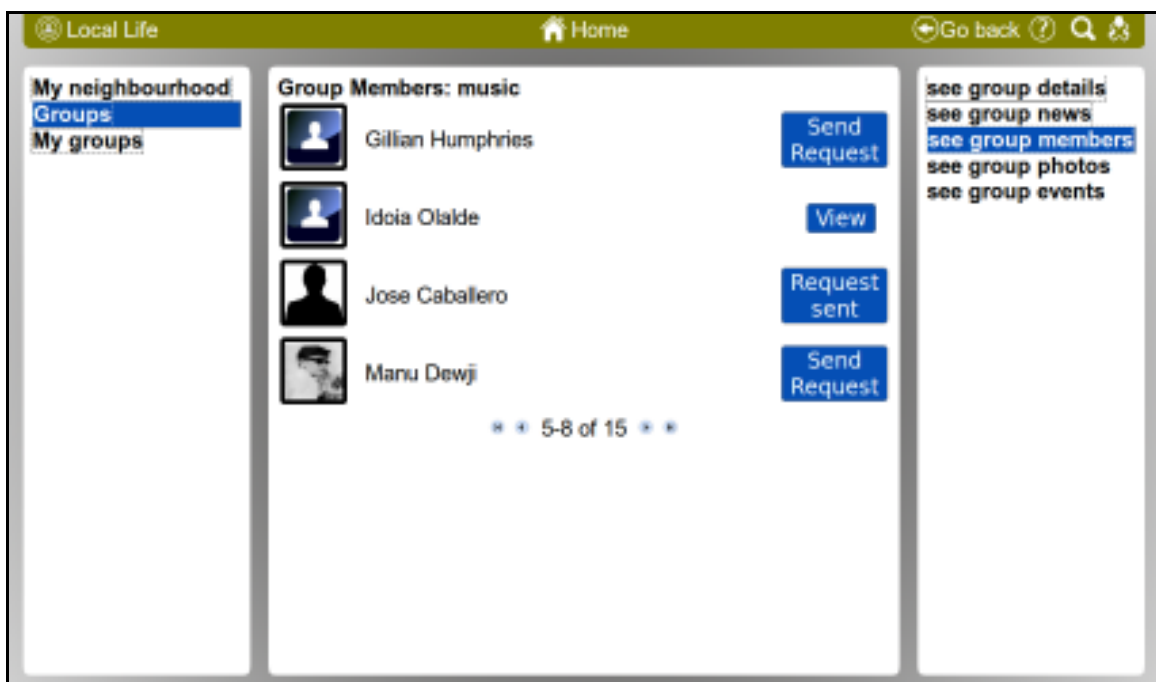 Local Life
Home
Go back
My neighbourhood
Groups
My groups
Group Members: music
Gillian Humphries
Send
Request
Idoia Olalde
View
Jose Caballero
Request
sent
Manu Dewji
Send
Request
5-8 of 15
see group details
see group news
see group members
see group photos
see group events